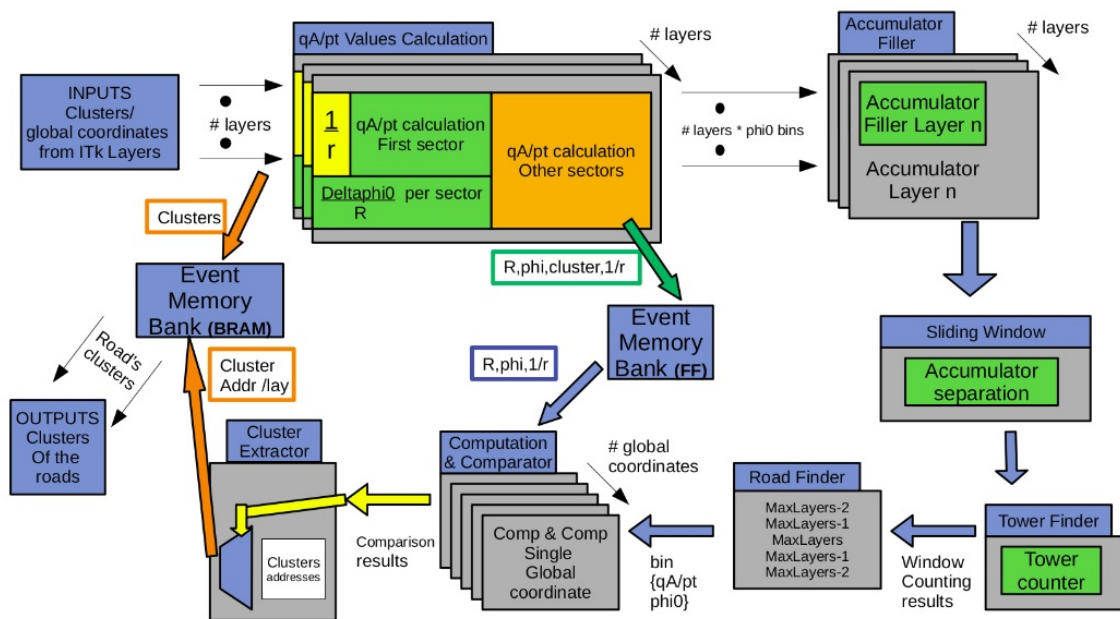 qA/pt Values Calculation
# layers
Accumulator
Filler
# layers
INPUTS
Clusters/
global coordinates
from ITk Layers
# layers
1
r
qA/pt calculation
First sector
Deltaphi0 per sector
R
qA/pt calculation
Other sectors
# layers * phi0 bins
Accumulator
Filler Layer n
Accumulator
Layer n
Clusters
R,phi,cluster,1/r
Event
Memory
Bank (BRAM)
Event
Memory
Bank (FF)
Road's
clusters
Cluster
Addr /lay
R,phi,1/r
Sliding Window
Accumulator
separation
OUTPUTS
Clusters
Of the
roads
Cluster
Extractor
Clusters
addresses
Comparison
results
Computation
& Comparator
# global
coordinates
Comp & Comp
Single
Global
coordinate
bin
{qA/pt
phi0}
Road Finder
MaxLayers-2
MaxLayers-1
MaxLayers
MaxLayers-1
MaxLayers-2
Window
Counting
results
Tower Finder
Tower
counter